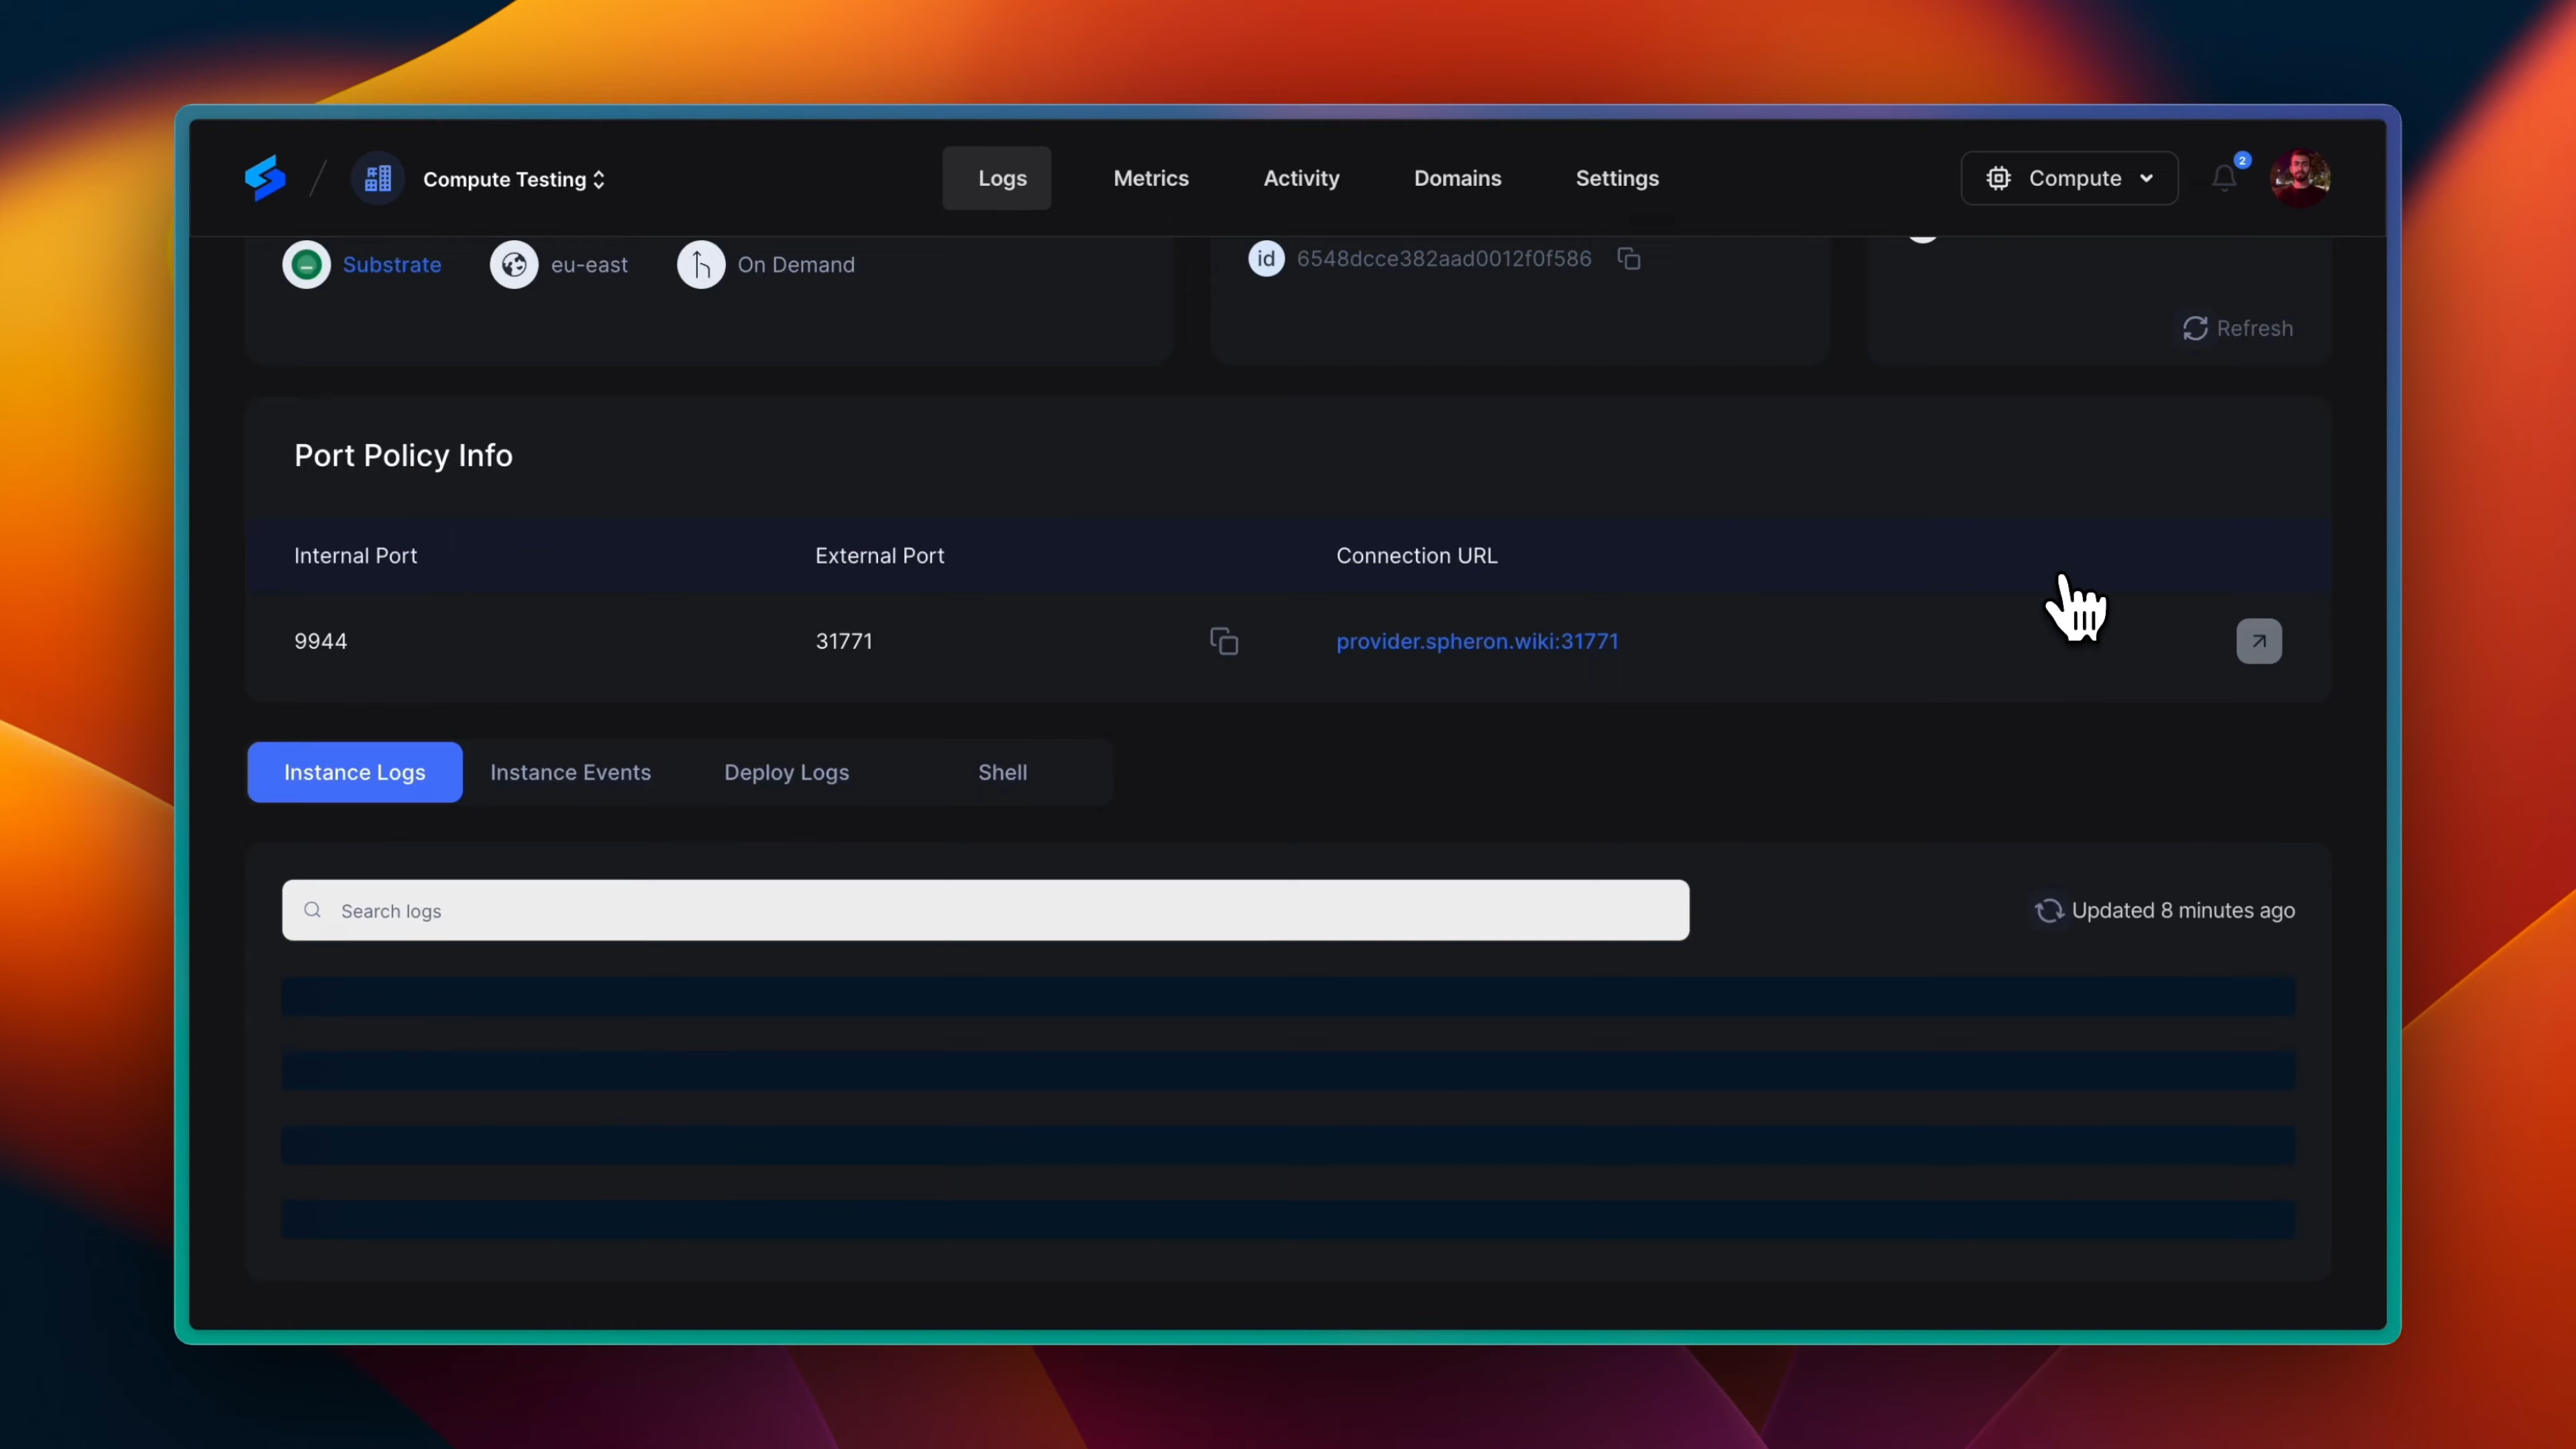 Compute Testing Logs Metrics Activity Domains Settings Compute 2
Substrate eu-east On Demand id 6548dcce382aad0012f0f586
Refresh
Port Policy Info
Internal Port External Port Connection URL
9944 31771 provider.spheron.wiki:31771
Instance Logs Instance Events Deploy Logs Shell
Search logs Updated 8 minutes ago